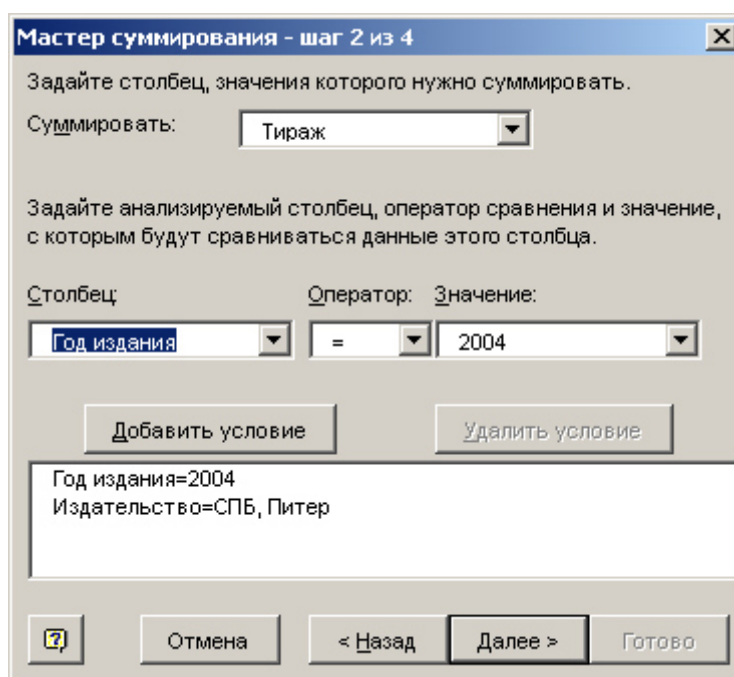 Мастер суммирования - шаг 2 из 4
Задайте столбец, значения которого нужно суммировать.
Суммировать: Тираж
Задайте анализируемый столбец, оператор сравнения и значение,
с которым будут сравниваться данные этого столбца.
Столбец: Оператор: Значение:
Год издания = 2004
Добавить условие Удалить условие
Год издания=2004
Издательство=СПБ, Питер
? Отмена < Назад Далее > Готово